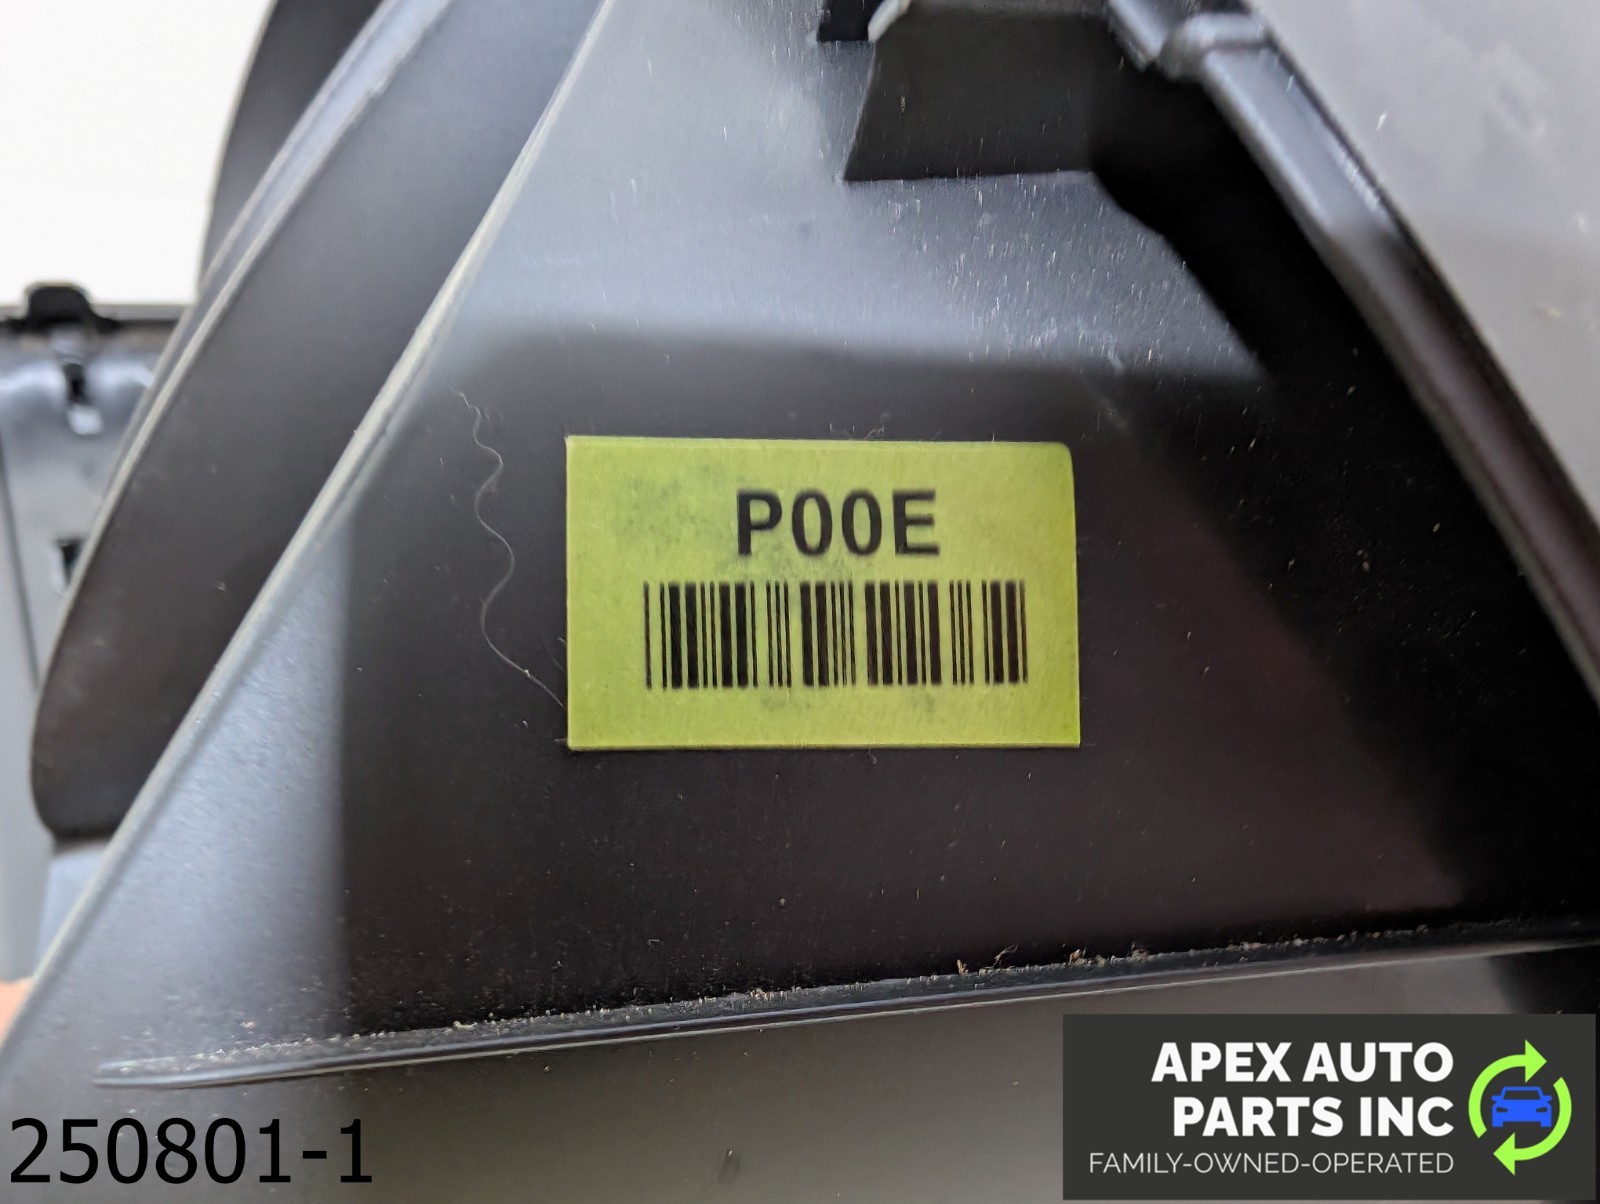 P00E
250801-1
APEX AUTO
PARTS INC
FAMILY-OWNED-OPERATED